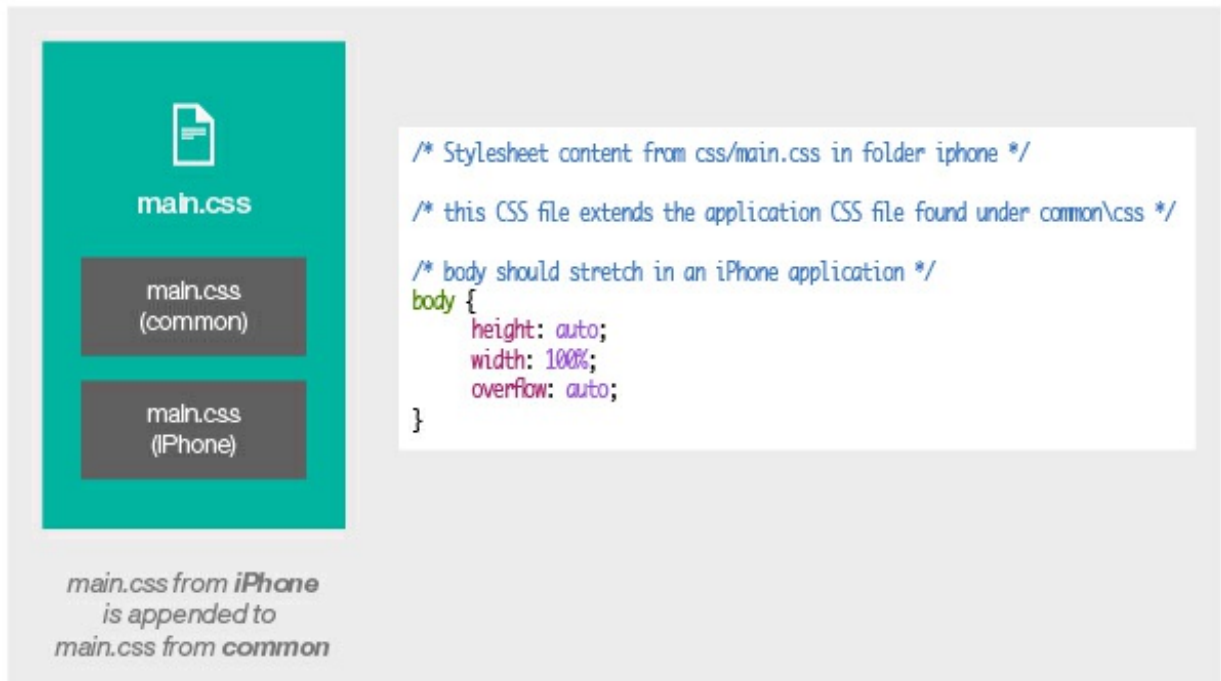 main.css
main.css
(common)
main.css
(iPhone)
main.css from iPhone
is appended to
main.css from common
/* Stylesheet content from css/main.css in folder iphone */
/* this CSS file extends the application CSS file found under common\css */
/* body should stretch in an iPhone application */
body {
height: auto;
width: 100%;
overflow: auto;
}